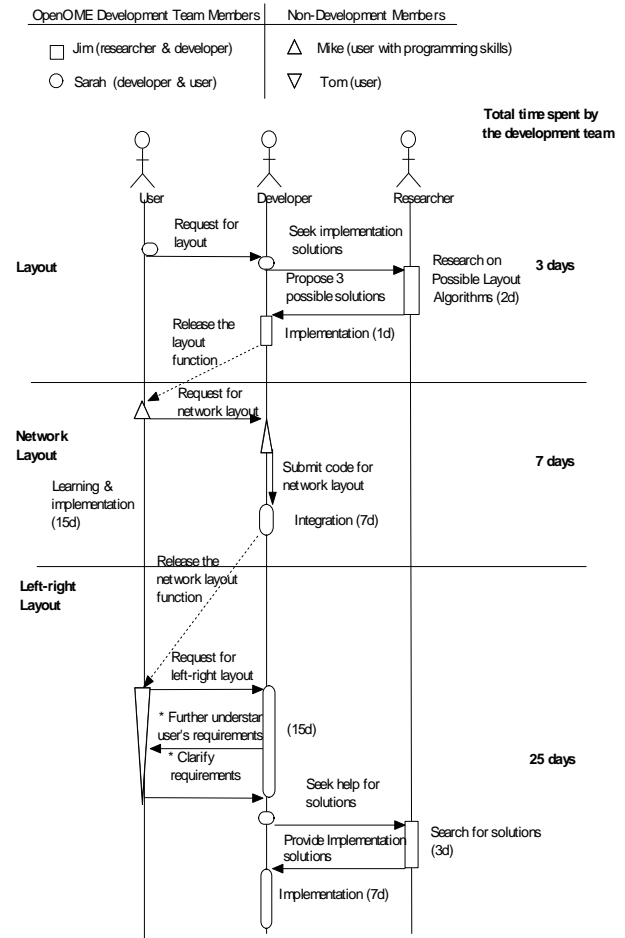 OpenOME Development Team Members
Non-Development Members
Jim (researcher & developer)
Mike (user with programming skills)
Sarah (developer & user)
Tom (user)
Total time spent by
the development team
User
Developer
Researcher
Request for
layout
Seek implementation
solutions
Layout
Research on
Possible Layout
Algorithms (2d)
3 days
Propose 3
possible solutions
Release the
layout
function
Implementation (1d)
Request for
network layout
Network
Layout
7 days
Submit code for
network layout
Learning &
implementation
(15d)
Integration (7d)
Release the
network layout
function
Left-right
Layout
Request for
left-right layout
* Further understan
user's requirements
(15d)
* Clarify
requirements
25 days
Seek help for
solutions
Provide Implementation
solutions
Search for solutions
(3d)
Implementation (7d)